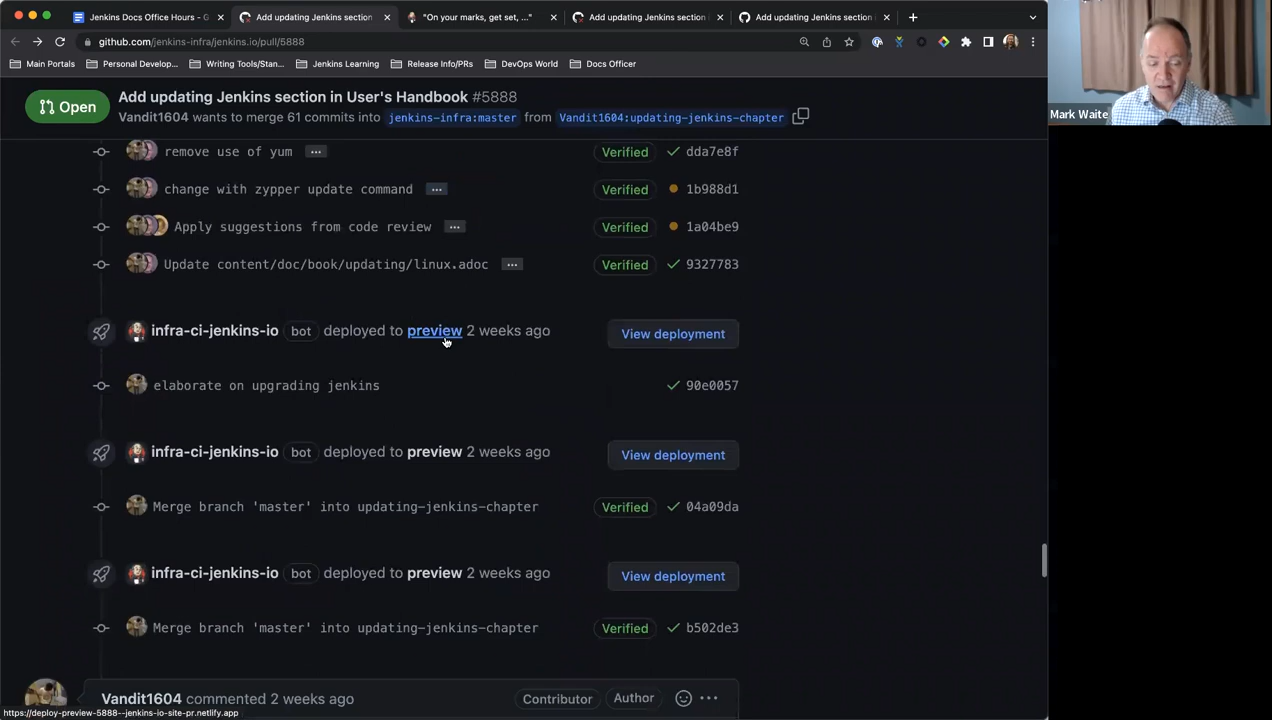 Jenkins Docs Office Hours - G
Add updating Jenkins section
"On your marks, get set, ..."
Add updating Jenkins section
Add updating Jenkins section
github.com/jenkins-infra/jenkins.io/pull/5888
Main Portals
Personal Develop...
Writing Tools/Stan...
Jenkins Learning
Release Info/PRs
DevOps World
Docs Officer
Open
Add updating Jenkins section in User's Handbook #5888
Vandit1604 wants to merge 61 commits into jenkins-infra:master from Vandit1604:updating-jenkins-chapter
Mark Waite
remove use of yum ... Verified dda7e8f
change with zypper update command ... Verified 1b988d1
Apply suggestions from code review ... Verified 1a04be9
Update content/doc/book/updating/linux.adoc ... Verified 9327783
infra-ci-jenkins-io bot deployed to preview 2 weeks ago View deployment
elaborate on upgrading jenkins 90e0057
infra-ci-jenkins-io bot deployed to preview 2 weeks ago View deployment
Merge branch 'master' into updating-jenkins-chapter Verified 04a09da
infra-ci-jenkins-io bot deployed to preview 2 weeks ago View deployment
Merge branch 'master' into updating-jenkins-chapter Verified b502de3
Vandit1604 commented 2 weeks ago Contributor Author ...
https://deploy-preview-5888--jenkins-io-site-pr.netlify.app